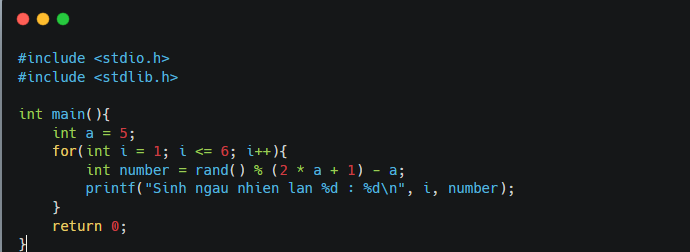 #include <stdio.h>
#include <stdlib.h>
int main(){
    int a = 5;
    for(int i = 1; i <= 6; i++){
        int number = rand() % (2 * a + 1) - a;
        printf("Sinh ngau nhien lan %d : %d\n", i, number);
    }
    return 0;
}